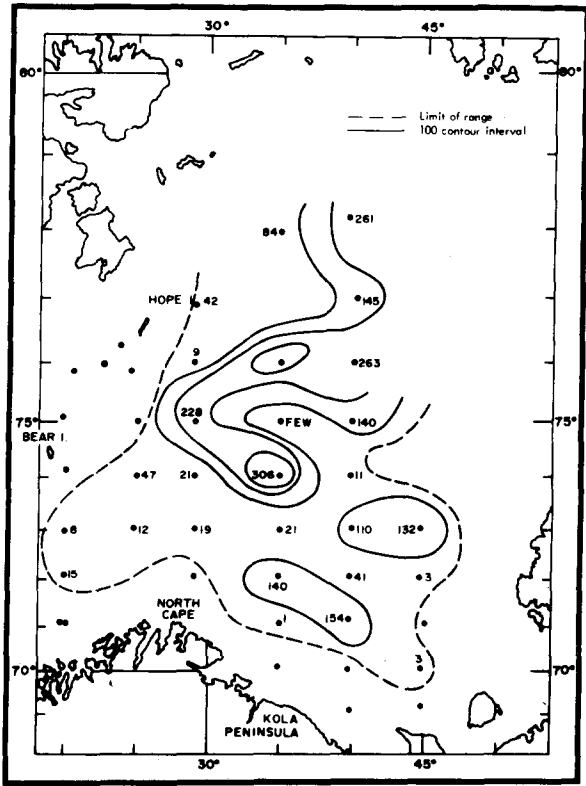 30° 45°
80° 80°
Limit of range
100 contour interval
84 261
HOPE I. 42 145
9 263
228
75° FEW 140 75°
BEAR I.
47 21 306 11
6 12 19 21 110 132
15 140 41 3
NORTH
CAPE 1 154
70° 3 70°
KOLA
PENINSULA
30° 45°